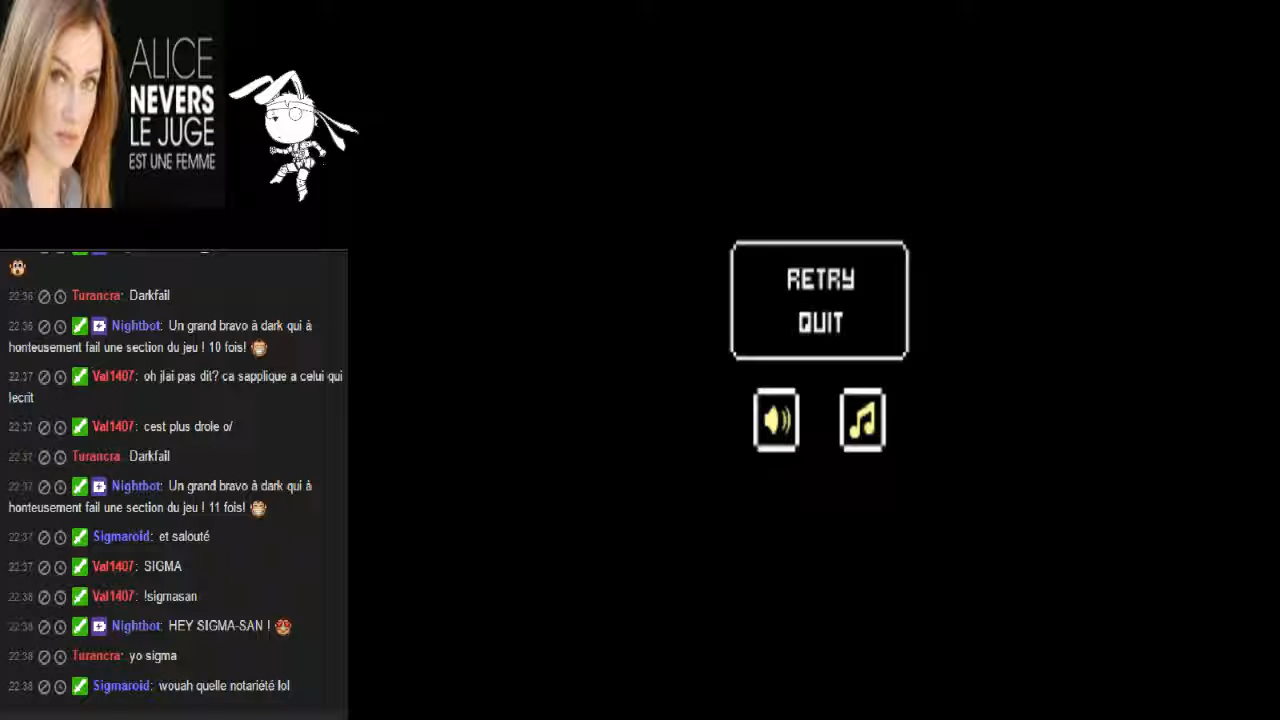 ALICE
NEVERS
LE JUGE
EST UNE FEMME
22:36 Turancra: Darkfail
22:36 Nightbot: Un grand bravo à dark qui à
honteusement fail une section du jeu ! 10 fois!
22:37 Val1407: oh jlai pas dit? ca sapplique a celui qui
lecrit
22:37 Val1407: cest plus drole o/
22:37 Turancra: Darkfail
22:37 Nightbot: Un grand bravo à dark qui à
honteusement fail une section du jeu ! 11 fois!
22:37 Sigmaroid: et salouté
22:37 Val1407: SIGMA
22:38 Val1407: !sigmasan
22:38 Nightbot: HEY SIGMA-SAN !
22:38 Turancra: yo sigma
22:38 Sigmaroid: wouah quelle notariété lol
RETRY
QUIT